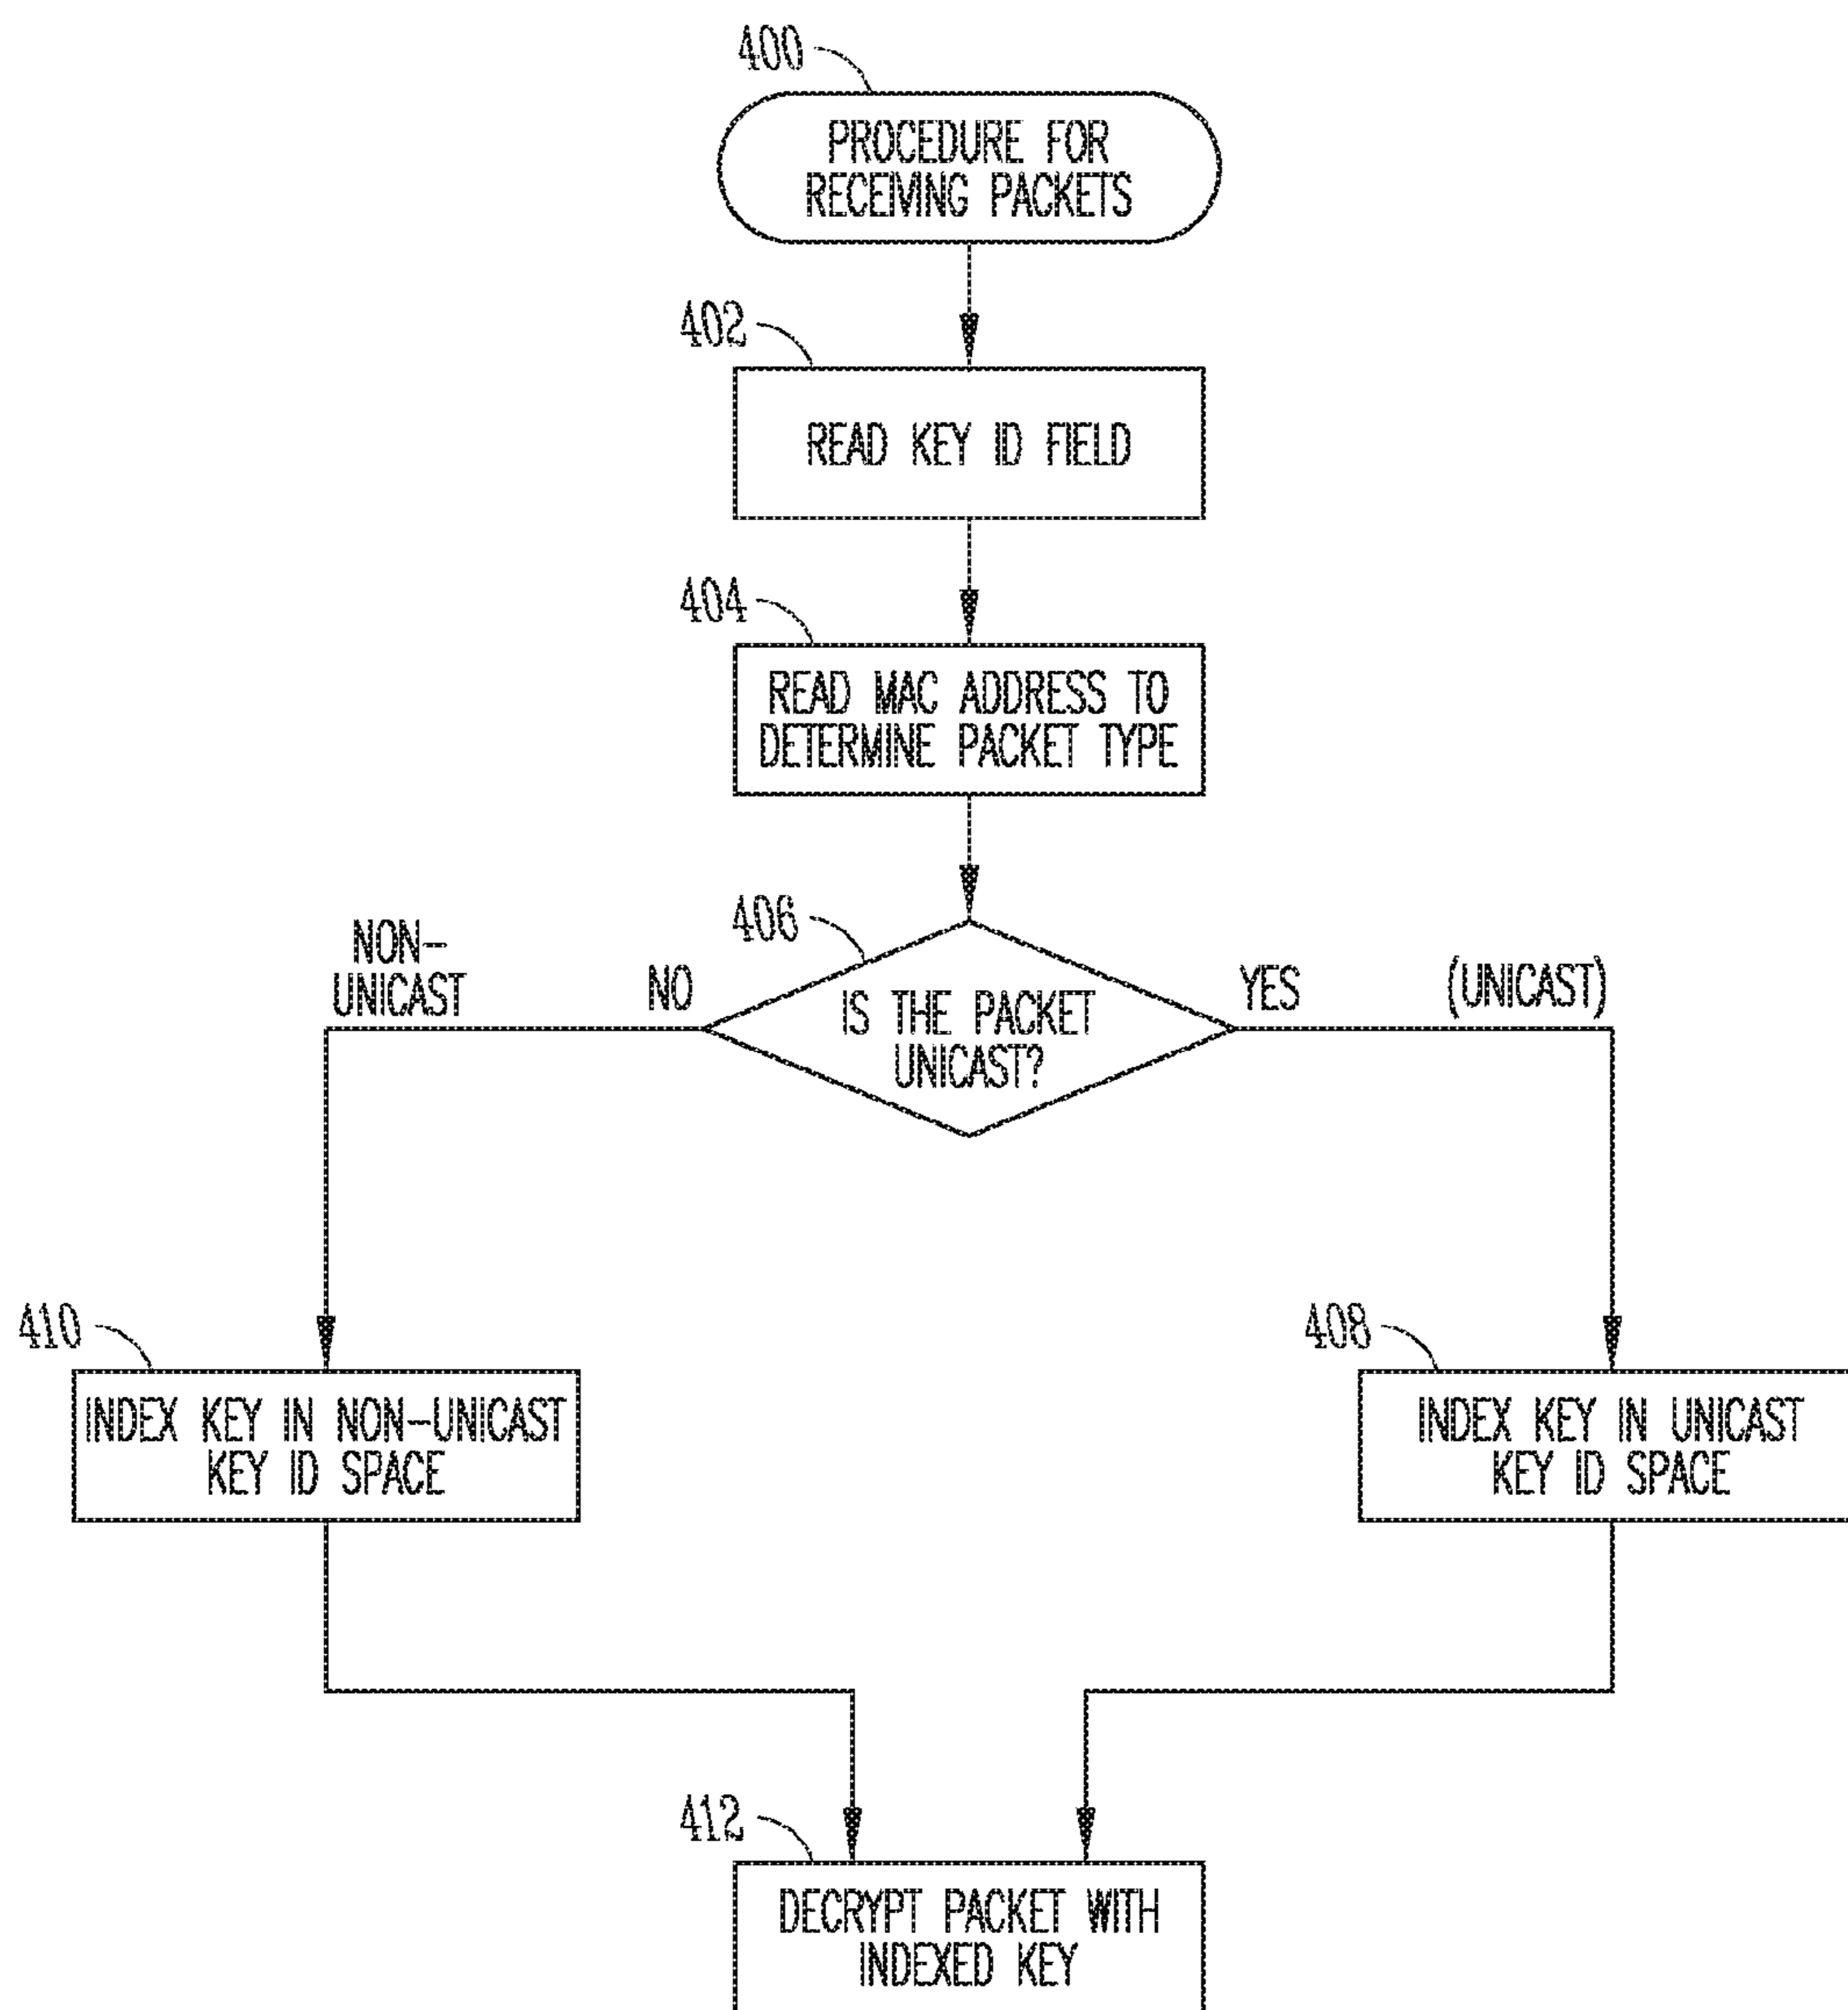 400
PROCEDURE FOR
RECEIVING PACKETS
402
READ KEY ID FIELD
404
READ MAC ADDRESS TO
DETERMINE PACKET TYPE
406
NON-
UNICAST
NO
IS THE PACKET
UNICAST?
YES
(UNICAST)
410
INDEX KEY IN NON-UNICAST
KEY ID SPACE
408
INDEX KEY IN UNICAST
KEY ID SPACE
412
DECRYPT PACKET WITH
INDEXED KEY